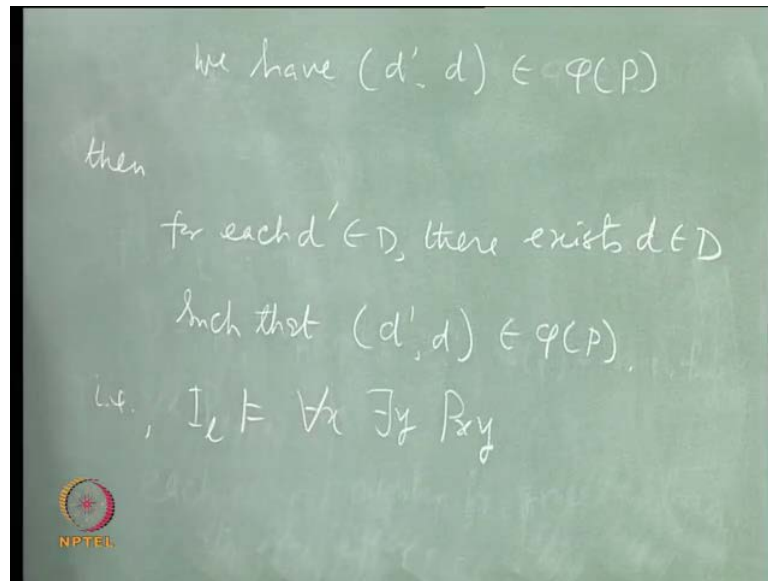 We have (d', d) ∈ φ(P)
then
for each d' ∈ D, there exists d ∈ D
such that (d', d) ∈ φ(P).
i.e., I_l ⊨ ∀x ∃y Pxy
NPTEL